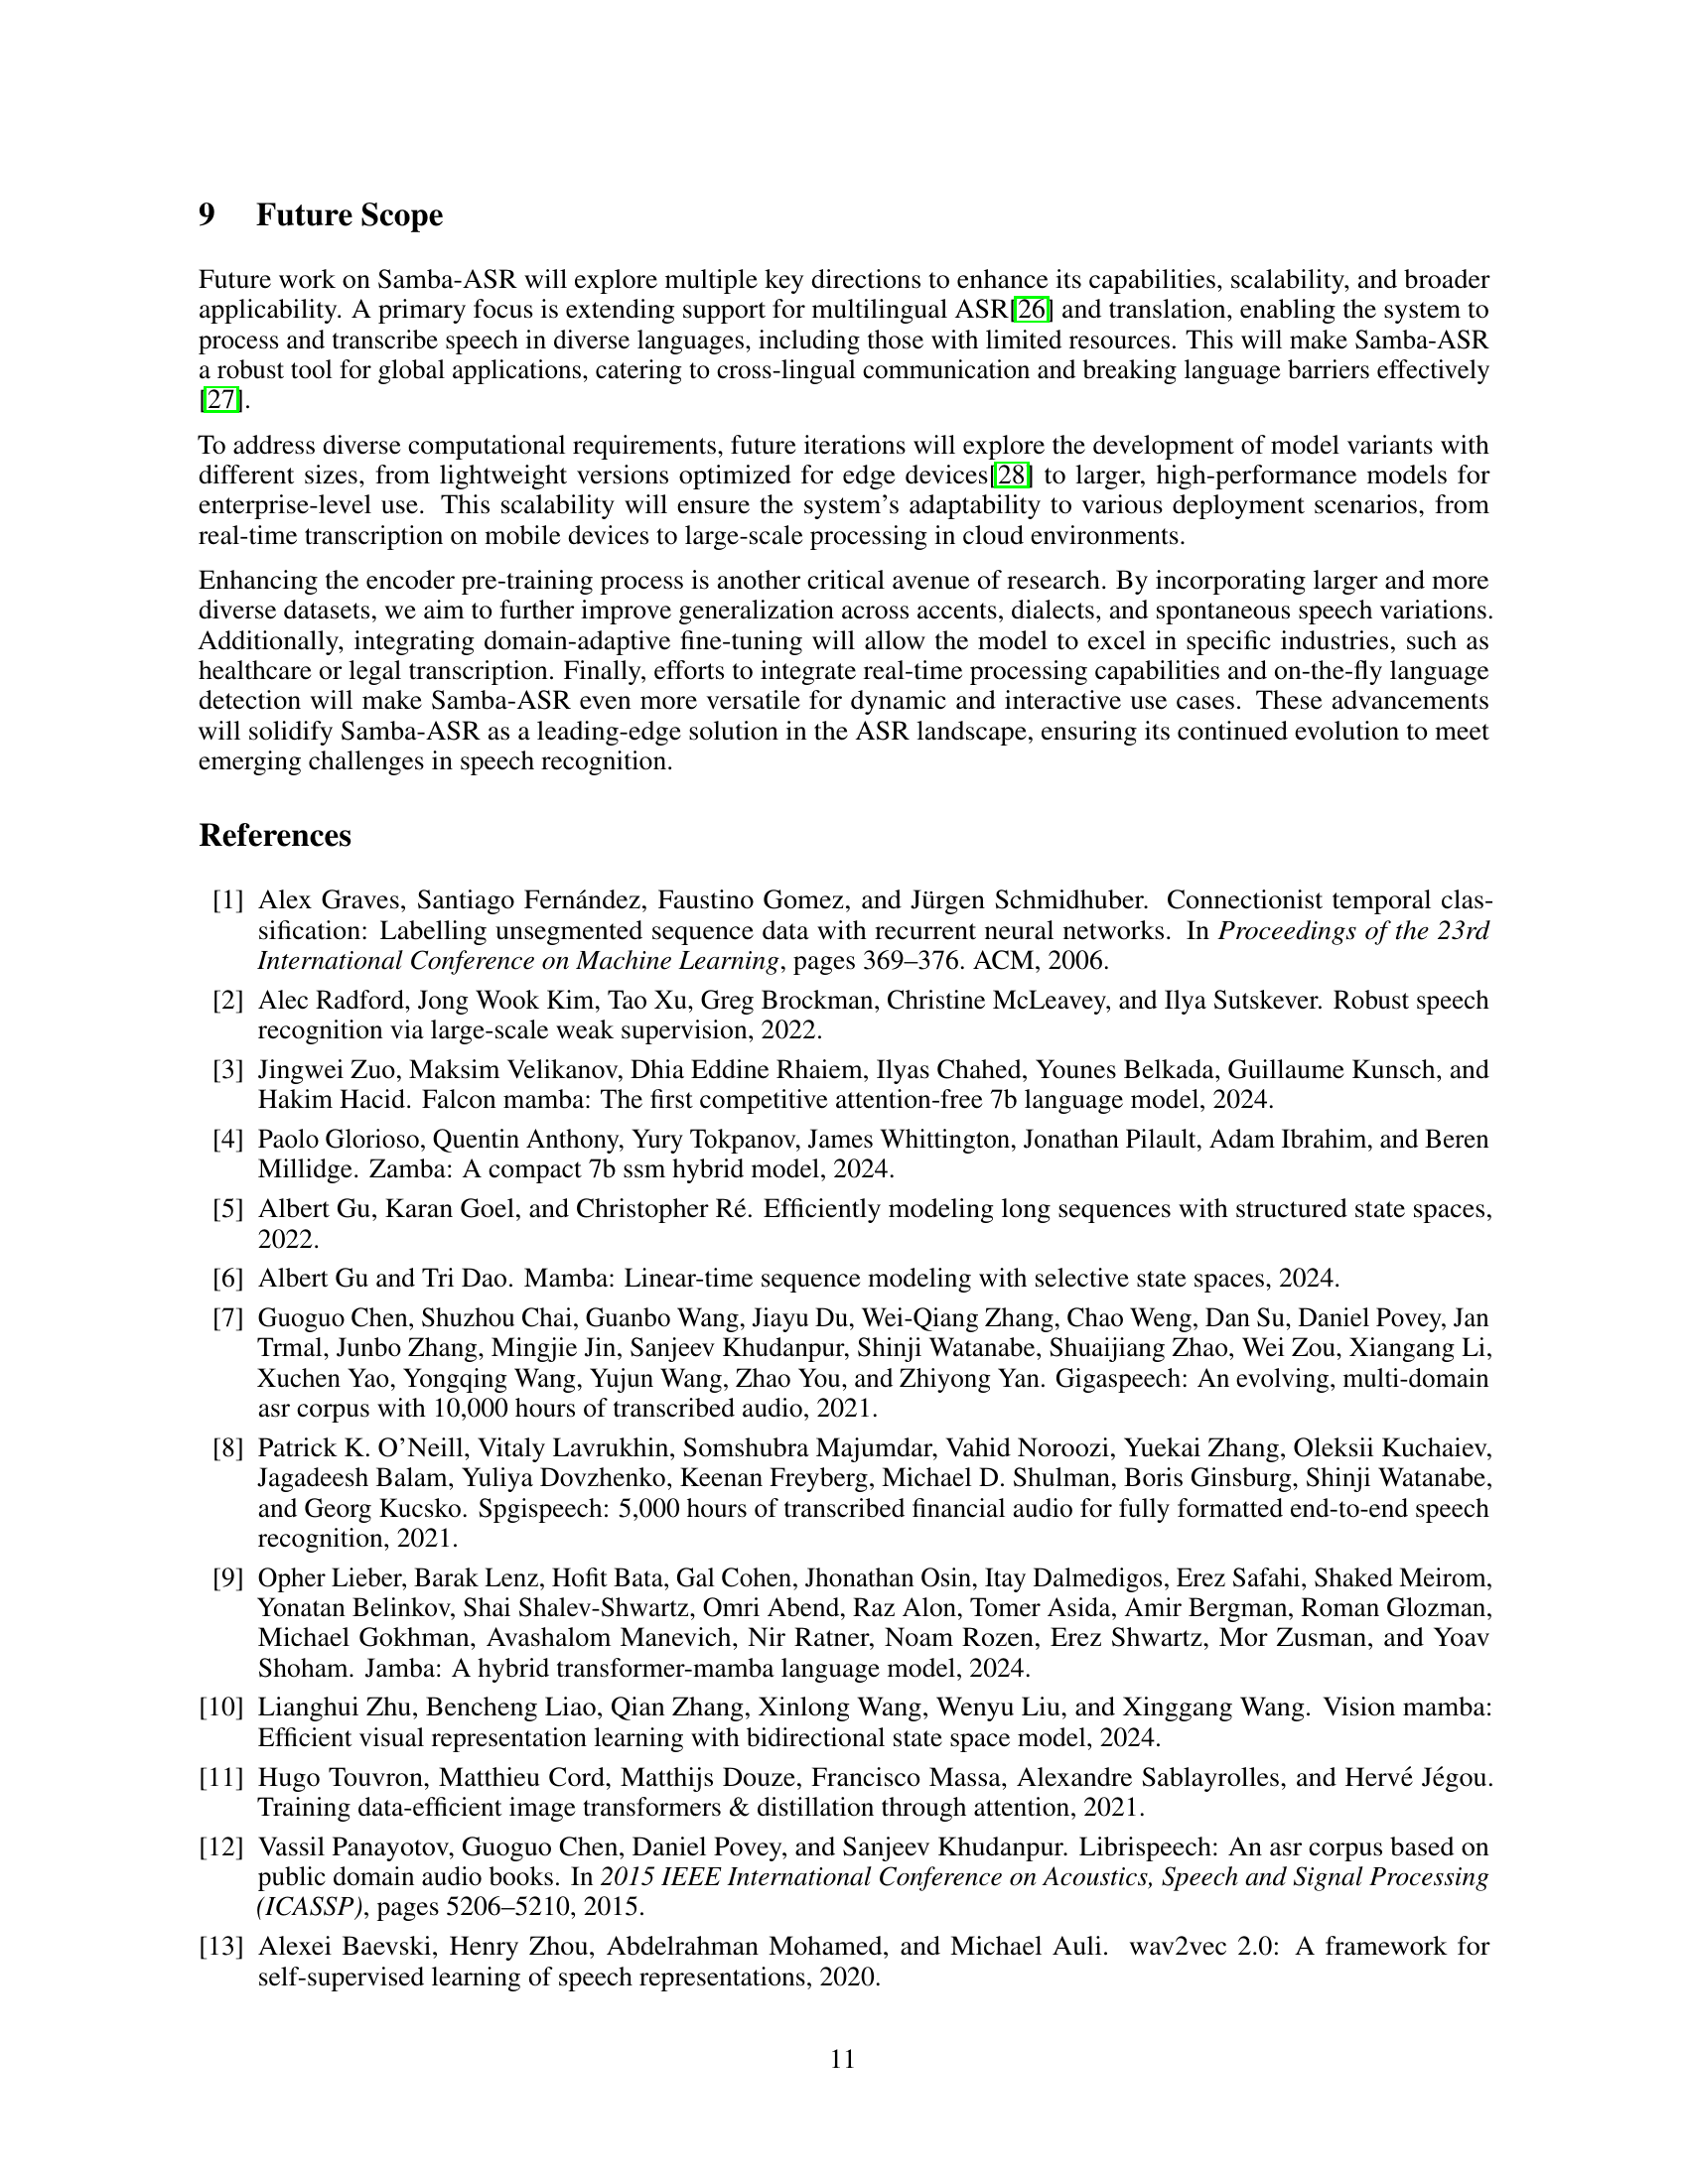 9 Future Scope
Future work on Samba-ASR will explore multiple key directions to enhance its capabilities, scalability, and broader
applicability. A primary focus is extending support for multilingual ASR[26] and translation, enabling the system to
process and transcribe speech in diverse languages, including those with limited resources. This will make Samba-ASR
a robust tool for global applications, catering to cross-lingual communication and breaking language barriers effectively
[27].
To address diverse computational requirements, future iterations will explore the development of model variants with
different sizes, from lightweight versions optimized for edge devices[28] to larger, high-performance models for
enterprise-level use. This scalability will ensure the system's adaptability to various deployment scenarios, from
real-time transcription on mobile devices to large-scale processing in cloud environments.
Enhancing the encoder pre-training process is another critical avenue of research. By incorporating larger and more
diverse datasets, we aim to further improve generalization across accents, dialects, and spontaneous speech variations.
Additionally, integrating domain-adaptive fine-tuning will allow the model to excel in specific industries, such as
healthcare or legal transcription. Finally, efforts to integrate real-time processing capabilities and on-the-fly language
detection will make Samba-ASR even more versatile for dynamic and interactive use cases. These advancements
will solidify Samba-ASR as a leading-edge solution in the ASR landscape, ensuring its continued evolution to meet
emerging challenges in speech recognition.
References
[1] Alex Graves, Santiago Fernández, Faustino Gomez, and Jürgen Schmidhuber. Connectionist temporal clas-
sification: Labelling unsegmented sequence data with recurrent neural networks. In Proceedings of the 23rd
International Conference on Machine Learning, pages 369–376. ACM, 2006.
[2] Alec Radford, Jong Wook Kim, Tao Xu, Greg Brockman, Christine McLeavey, and Ilya Sutskever. Robust speech
recognition via large-scale weak supervision, 2022.
[3] Jingwei Zuo, Maksim Velikanov, Dhia Eddine Rhaiem, Ilyas Chahed, Younes Belkada, Guillaume Kunsch, and
Hakim Hacid. Falcon mamba: The first competitive attention-free 7b language model, 2024.
[4] Paolo Glorioso, Quentin Anthony, Yury Tokpanov, James Whittington, Jonathan Pilault, Adam Ibrahim, and Beren
Millidge. Zamba: A compact 7b ssm hybrid model, 2024.
[5] Albert Gu, Karan Goel, and Christopher Ré. Efficiently modeling long sequences with structured state spaces,
2022.
[6] Albert Gu and Tri Dao. Mamba: Linear-time sequence modeling with selective state spaces, 2024.
[7] Guoguo Chen, Shuzhou Chai, Guanbo Wang, Jiayu Du, Wei-Qiang Zhang, Chao Weng, Dan Su, Daniel Povey, Jan
Trmal, Junbo Zhang, Mingjie Jin, Sanjeev Khudanpur, Shinji Watanabe, Shuaijiang Zhao, Wei Zou, Xiangang Li,
Xuchen Yao, Yongqing Wang, Yujun Wang, Zhao You, and Zhiyong Yan. Gigaspeech: An evolving, multi-domain
asr corpus with 10,000 hours of transcribed audio, 2021.
[8] Patrick K. O'Neill, Vitaly Lavrukhin, Somshubra Majumdar, Vahid Noroozi, Yuekai Zhang, Oleksii Kuchaiev,
Jagadeesh Balam, Yuliya Dovzhenko, Keenan Freyberg, Michael D. Shulman, Boris Ginsburg, Shinji Watanabe,
and Georg Kucsko. Spgispeech: 5,000 hours of transcribed financial audio for fully formatted end-to-end speech
recognition, 2021.
[9] Opher Lieber, Barak Lenz, Hofit Bata, Gal Cohen, Jhonathan Osin, Itay Dalmedigos, Erez Safahi, Shaked Meirom,
Yonatan Belinkov, Shai Shalev-Shwartz, Omri Abend, Raz Alon, Tomer Asida, Amir Bergman, Roman Glozman,
Michael Gokhman, Avashalom Manevich, Nir Ratner, Noam Rozen, Erez Shwartz, Mor Zusman, and Yoav
Shoham. Jamba: A hybrid transformer-mamba language model, 2024.
[10] Lianghui Zhu, Bencheng Liao, Qian Zhang, Xinlong Wang, Wenyu Liu, and Xinggang Wang. Vision mamba:
Efficient visual representation learning with bidirectional state space model, 2024.
[11] Hugo Touvron, Matthieu Cord, Matthijs Douze, Francisco Massa, Alexandre Sablayrolles, and Hervé Jégou.
Training data-efficient image transformers & distillation through attention, 2021.
[12] Vassil Panayotov, Guoguo Chen, Daniel Povey, and Sanjeev Khudanpur. Librispeech: An asr corpus based on
public domain audio books. In 2015 IEEE International Conference on Acoustics, Speech and Signal Processing
(ICASSP), pages 5206–5210, 2015.
[13] Alexei Baevski, Henry Zhou, Abdelrahman Mohamed, and Michael Auli. wav2vec 2.0: A framework for
self-supervised learning of speech representations, 2020.
11